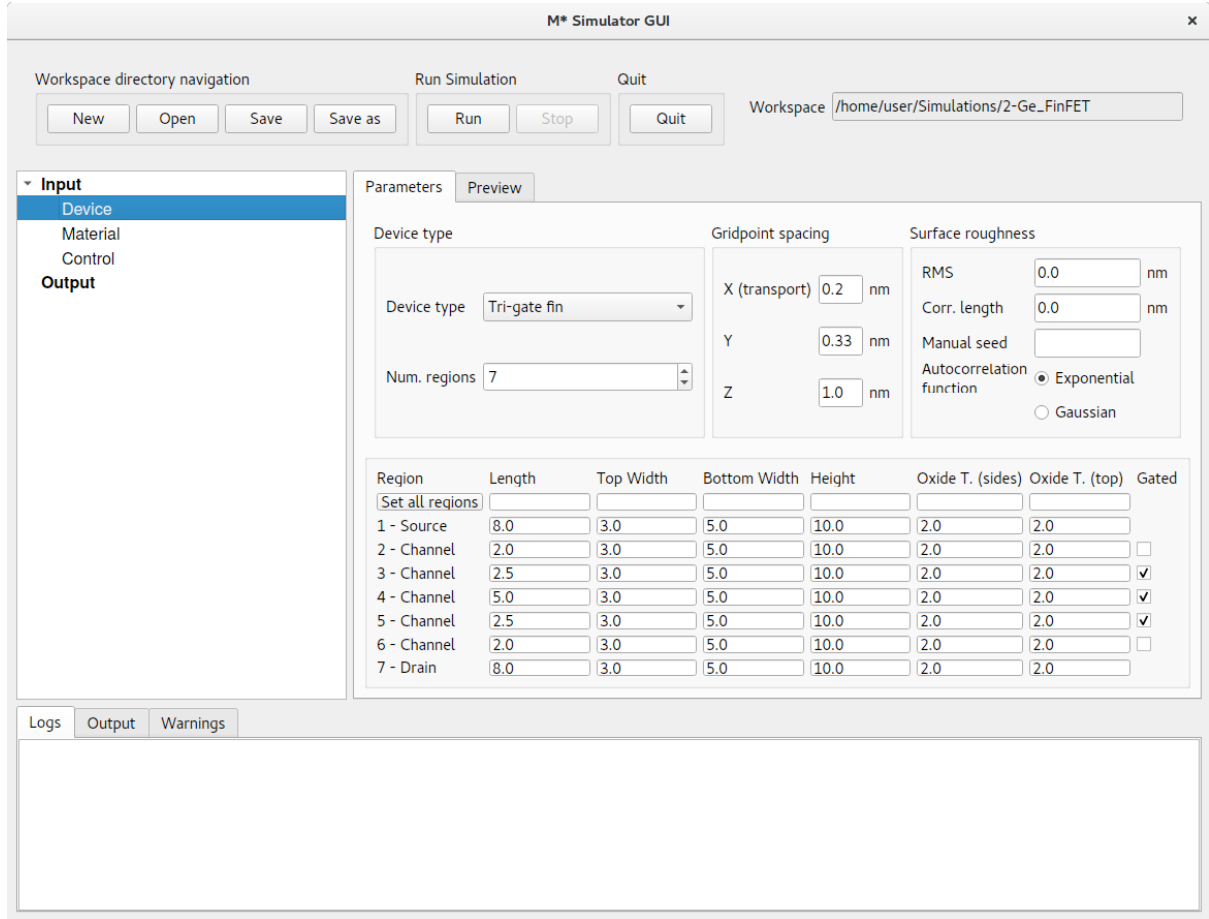 M* Simulator GUI ×
Workspace directory navigation Run Simulation Quit
New Open Save Save as Run Stop Quit Workspace /home/user/Simulations/2-Ge_FinFET
Input
Device
Material
Control
Output
Parameters Preview
Device type
Device type Tri-gate fin
Num. regions 7
Gridpoint spacing
X (transport) 0.2 nm
Y 0.33 nm
Z 1.0 nm
Surface roughness
RMS 0.0 nm
Corr. length 0.0 nm
Manual seed
Autocorrelation
function
Exponential
Gaussian
Region Length Top Width Bottom Width Height Oxide T. (sides) Oxide T. (top) Gated
Set all regions
1 - Source 8.0 3.0 5.0 10.0 2.0 2.0
2 - Channel 2.0 3.0 5.0 10.0 2.0 2.0
3 - Channel 2.5 3.0 5.0 10.0 2.0 2.0
4 - Channel 5.0 3.0 5.0 10.0 2.0 2.0
5 - Channel 2.5 3.0 5.0 10.0 2.0 2.0
6 - Channel 2.0 3.0 5.0 10.0 2.0 2.0
7 - Drain 8.0 3.0 5.0 10.0 2.0 2.0
Logs Output Warnings